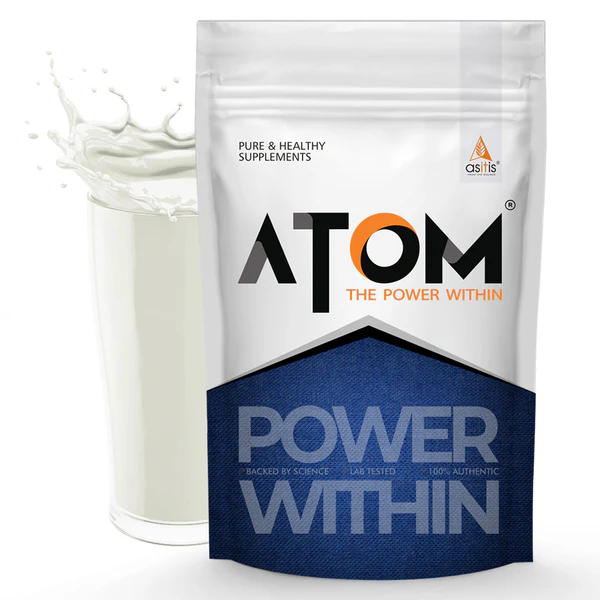 PURE & HEALTHY
SUPPLEMENTS
asitis®
ATOM®
THE POWER WITHIN
POWER
BACKED BY SCIENCE LAB TESTED 100% AUTHENTIC
WITHIN